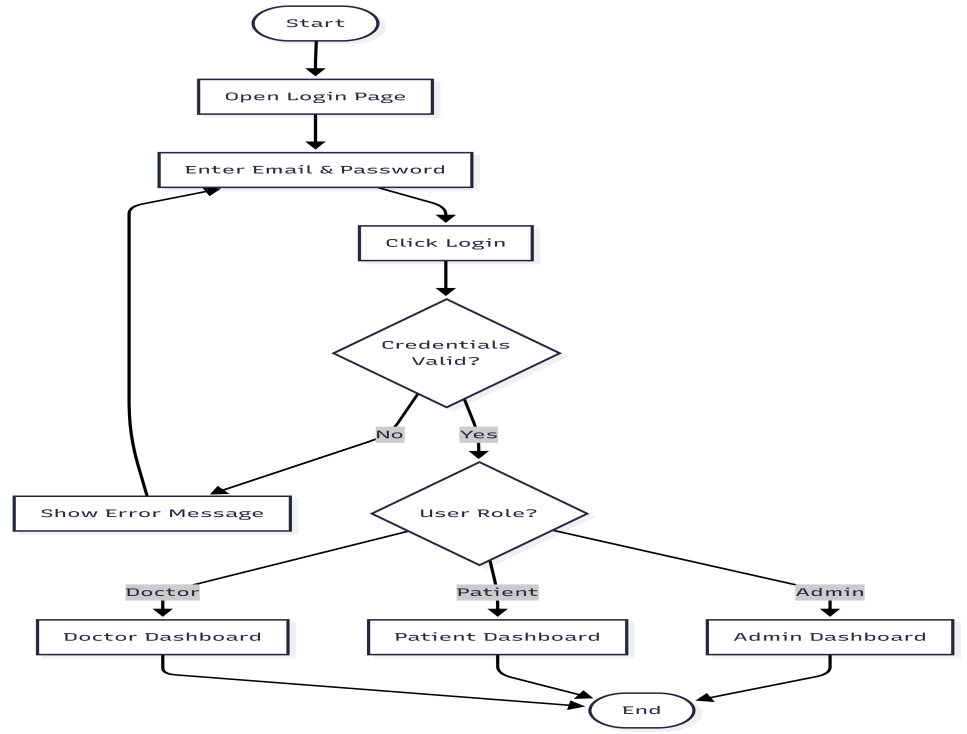 Start
Open Login Page
Enter Email & Password
Click Login
Credentials
Valid?
No
Yes
Show Error Message
User Role?
Doctor
Patient
Admin
Doctor Dashboard
Patient Dashboard
Admin Dashboard
End